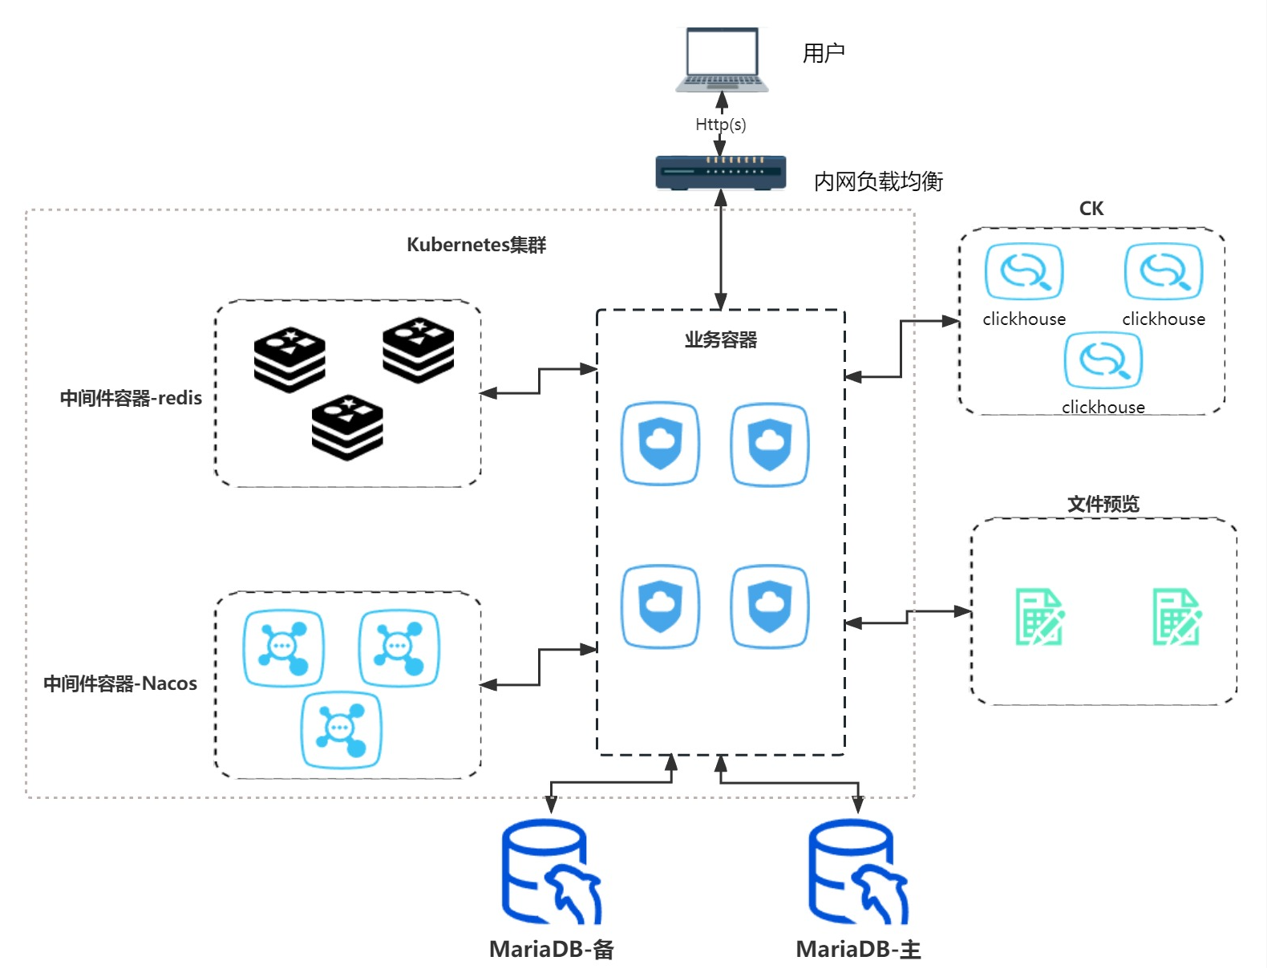 用户
Http(s)
内网负载均衡
CK
Kubernetes集群
clickhouse
clickhouse
业务容器
中间件容器-redis
clickhouse
文件预览
中间件容器-Nacos
MariaDB-备
MariaDB-主